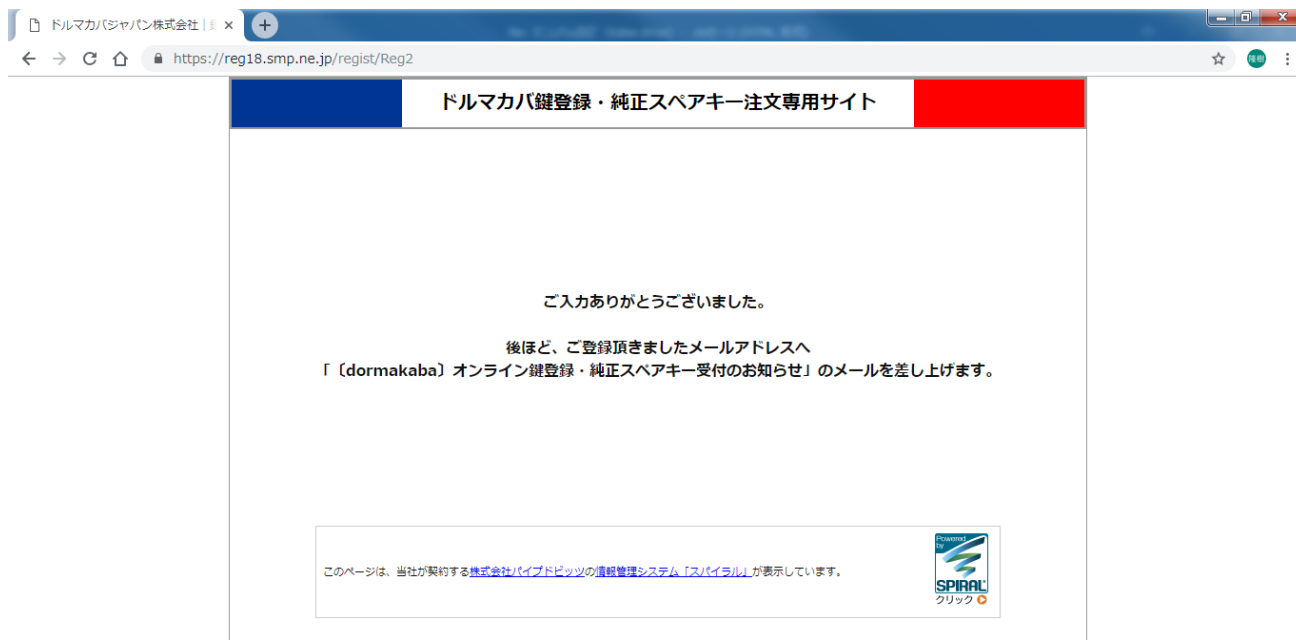 ドルマカバジャパン株式会社 |
https://reg18.smp.ne.jp/regist/Reg2
隆樹
ドルマカバ鍵登録・純正スペアキー注文専用サイト
ご入力ありがとうございました。
後ほど、ご登録頂きましたメールアドレスへ
「〔dormakaba〕オンライン鍵登録・純正スペアキー受付のお知らせ」のメールを差し上げます。
このページは、当社が契約する株式会社パイプドビッツの情報管理システム「スパイラル」が表示しています。
Powered
by
SPIRAL
クリック